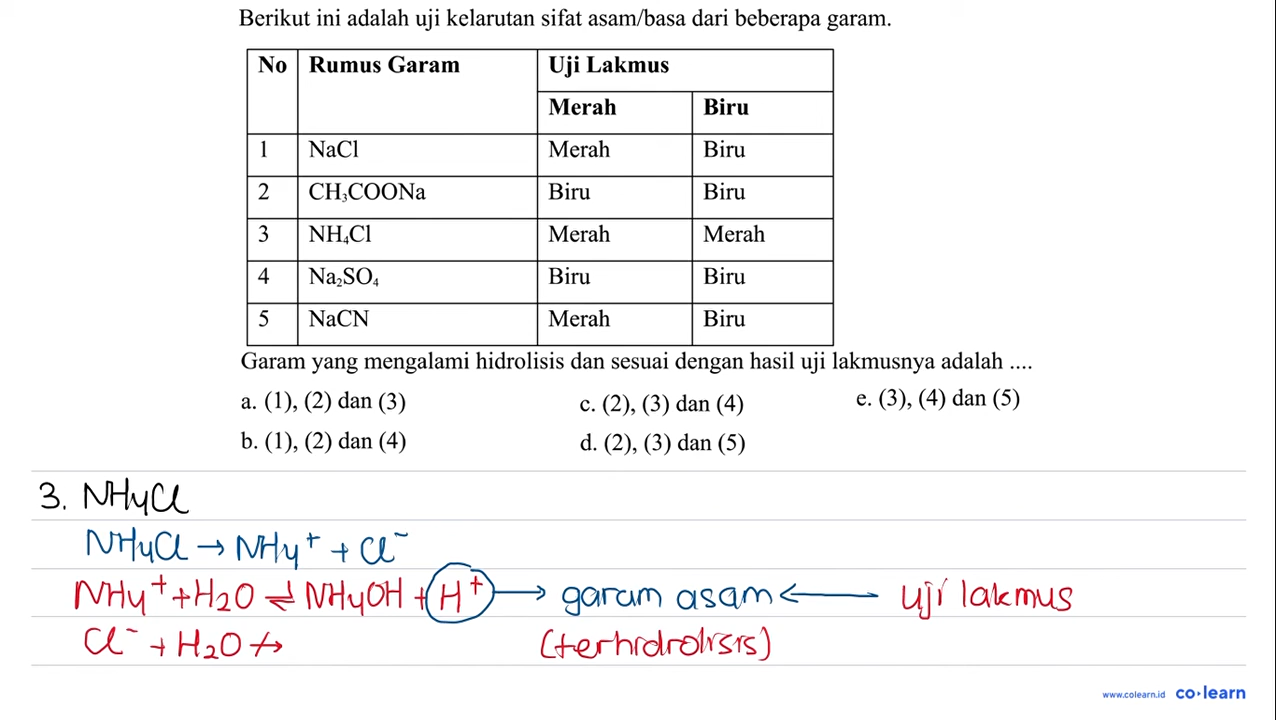 Berikut ini adalah uji kelarutan sifat asam/basa dari beberapa garam.
No Rumus Garam Uji Lakmus
Merah Biru
1 NaCl Merah Biru
2 CH₃COONa Biru Biru
3 NH₄Cl Merah Merah
4 Na₂SO₄ Biru Biru
5 NaCN Merah Biru
Garam yang mengalami hidrolisis dan sesuai dengan hasil uji lakmusnya adalah ....
a. (1), (2) dan (3) c. (2), (3) dan (4) e. (3), (4) dan (5)
b. (1), (2) dan (4) d. (2), (3) dan (5)
3. NH₄Cl
NH₄Cl → NH₄⁺ + Cl⁻
NH₄⁺ + H₂O ⇌ NH₄OH + H⁺ → garam asam ← uji lakmus
Cl⁻ + H₂O ↛ (terhidrolisis)
www.colearn.id co·learn